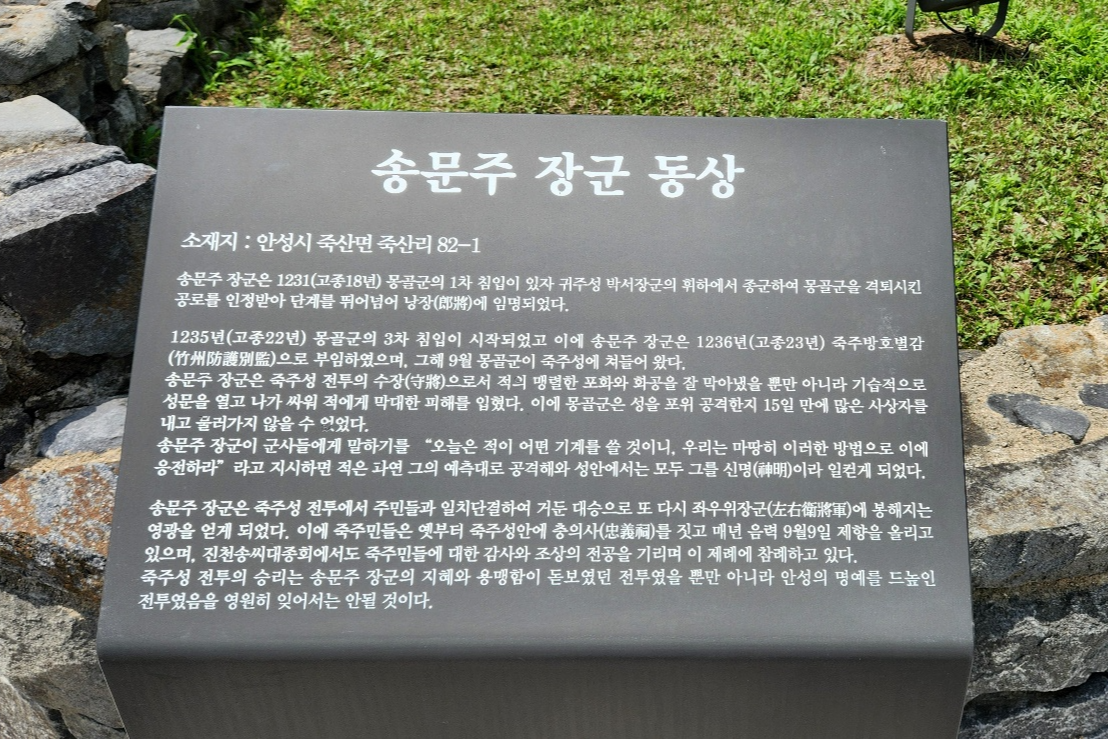 송문주 장군 동상
소재지 : 안성시 죽산면 죽산리 82-1
송문주 장군은 1231(고종18년) 몽골군의 1차 침입이 있자 귀주성 박서장군의 휘하에서 종군하여 몽골군을 격퇴시킨
공로를 인정받아 단계를 뛰어넘어 낭장(郎將)에 임명되었다.
1235년(고종22년) 몽골군의 3차 침입이 시작되었고 이에 송문주 장군은 1236년(고종23년) 죽주방호별감
(竹州防護別監)으로 부임하였으며, 그해 9월 몽골군이 죽주성에 쳐들어 왔다.
송문주 장군은 죽주성 전투의 수장(守將)으로서 적의 맹렬한 포화와 화공을 잘 막아냈을 뿐만 아니라 기습적으로
성문을 열고 나가 싸워 적에게 막대한 피해를 입혔다. 이에 몽골군은 성을 포위 공격한지 15일 만에 많은 사상자를
내고 물러가지 않을 수 없었다.
송문주 장군이 군사들에게 말하기를 “오늘은 적이 어떤 기계를 쓸 것이니, 우리는 마땅히 이러한 방법으로 이에
응전하라” 라고 지시하면 적은 과연 그의 예측대로 공격해와 성안에서는 모두 그를 신명(神明)이라 일컫게 되었다.
송문주 장군은 죽주성 전투에서 주민들과 일치단결하여 거둔 대승으로 또 다시 좌우위장군(左右衛將軍)에 봉해지는
영광을 얻게 되었다. 이에 죽주민들은 옛부터 죽주성안에 충의사(忠義祠)를 짓고 매년 음력 9월9일 제향을 올리고
있으며, 진천송씨대종회에서도 죽주민들에 대한 감사와 조상의 전공을 기리며 이 제례에 참례하고 있다.
죽주성 전투의 승리는 송문주 장군의 지혜와 용맹함이 돋보였던 전투였을 뿐만 아니라 안성의 명예를 드높인
전투였음을 영원히 잊어서는 안될 것이다.